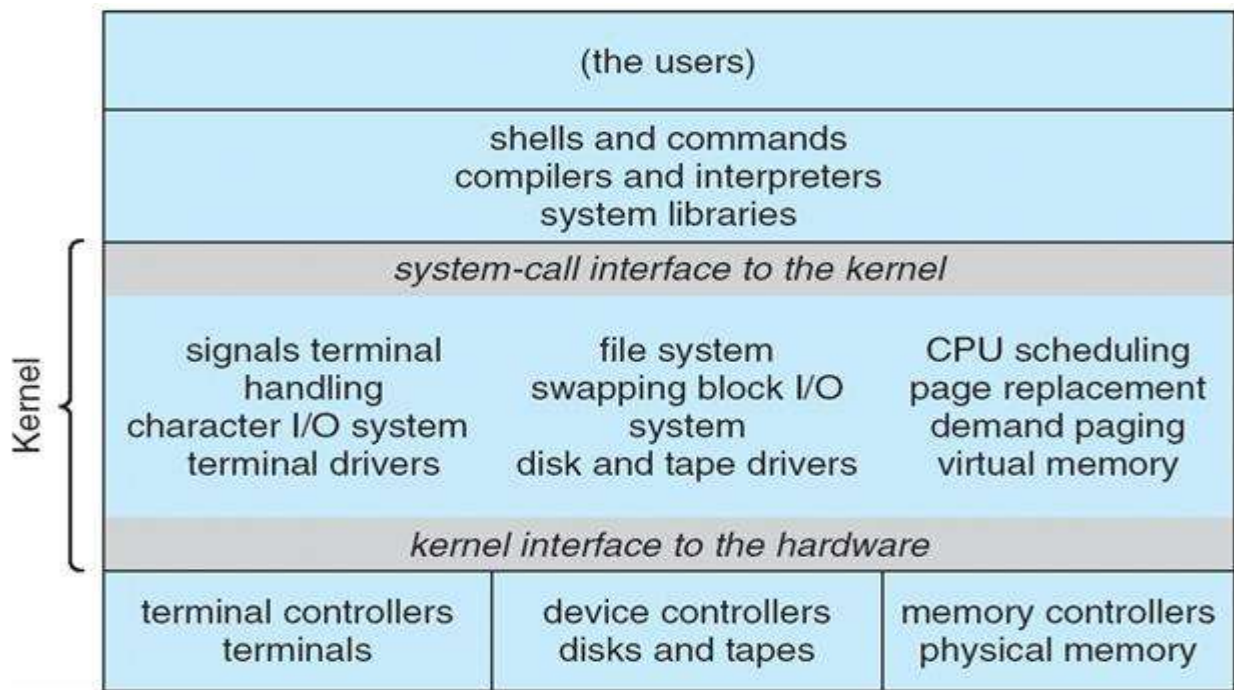 (the users)
shells and commands
compilers and interpreters
system libraries
Kernel
system-call interface to the kernel
signals terminal
handling
character I/O system
terminal drivers
file system
swapping block I/O
system
disk and tape drivers
CPU scheduling
page replacement
demand paging
virtual memory
kernel interface to the hardware
terminal controllers
terminals
device controllers
disks and tapes
memory controllers
physical memory